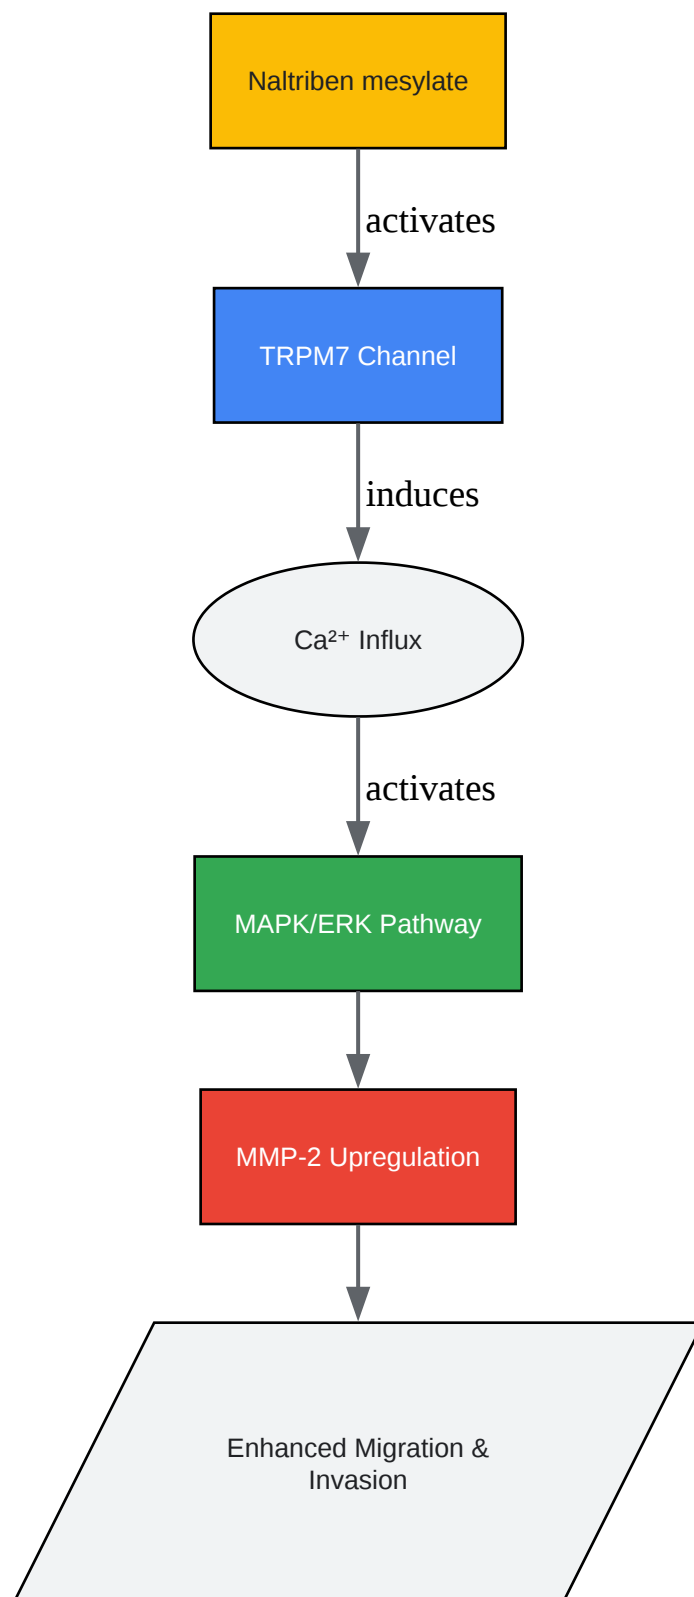 Naltriben mesylate
activates
TRPM7 Channel
induces
Ca²⁺ Influx
activates
MAPK/ERK Pathway
MMP-2 Upregulation
Enhanced Migration &
Invasion